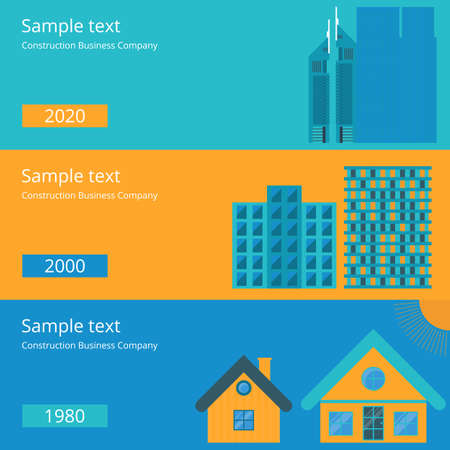 Sample text
Construction Business Company
2020
Sample text
Construction Business Company
2000
Sample text
Construction Business Company
1980